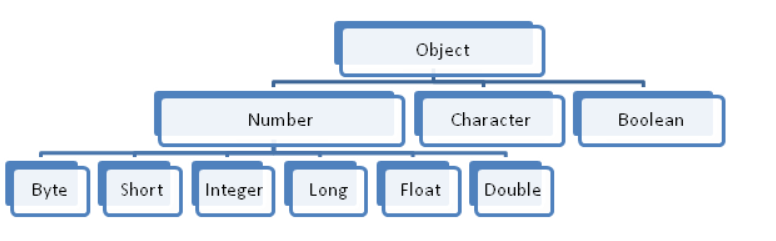 Object
Number
Character
Boolean
Byte
Short
Integer
Long
Float
Double